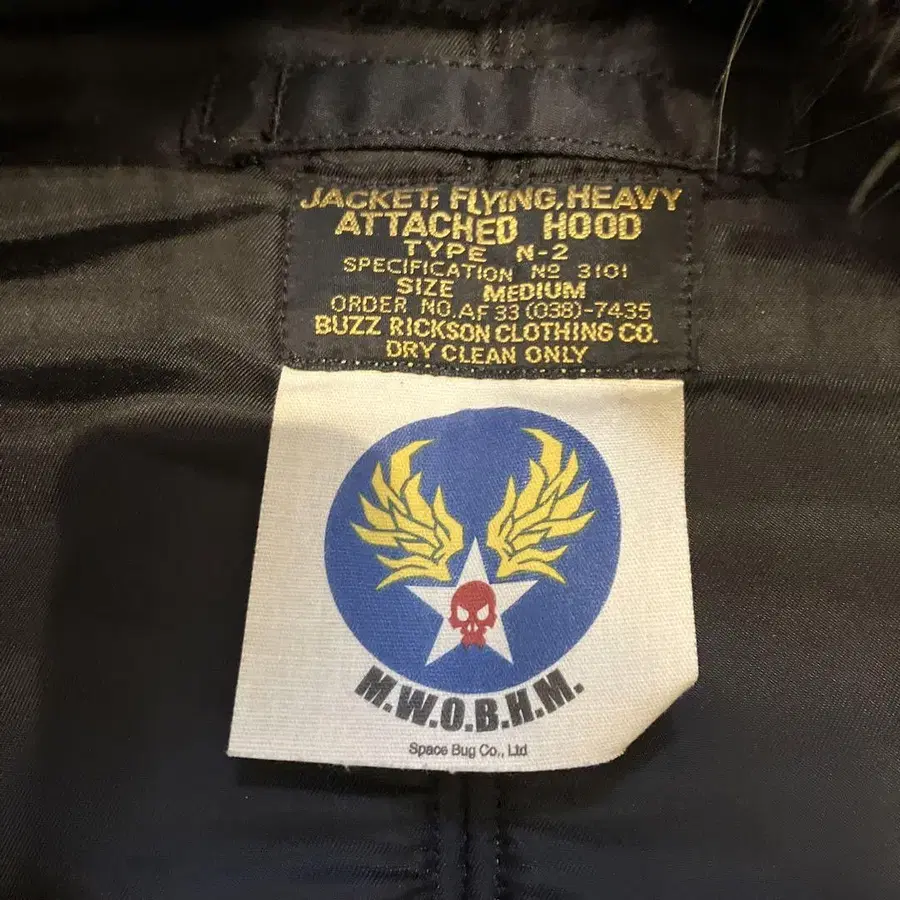 JACKET, FLYING, HEAVY
ATTACHED HOOD
TYPE N-2
SPECIFICATION Nº 3101
SIZE MEDIUM
ORDER NO. AF 33 (038)-7435
BUZZ RICKSON CLOTHING CO.
DRY CLEAN ONLY
M.W.O.B.H.M.
Space Bug Co., Ltd